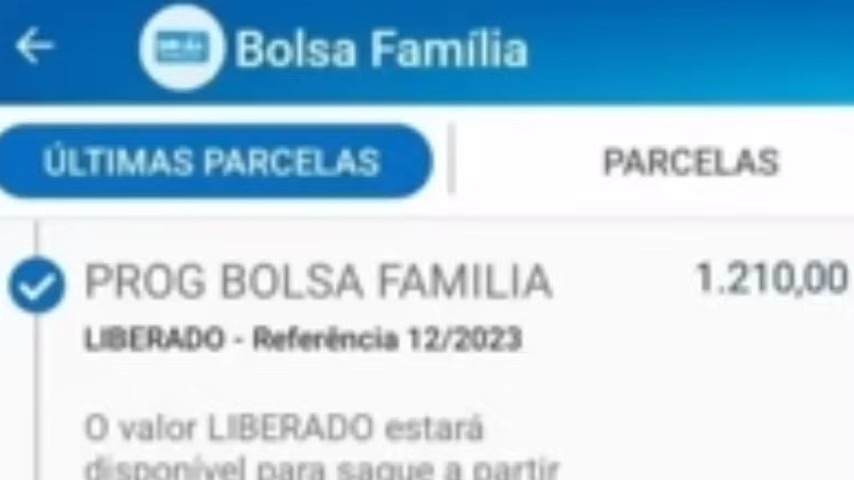 Bolsa Família
ÚLTIMAS PARCELAS
PARCELAS
PROG BOLSA FAMILIA
1.210,00
LIBERADO - Referência 12/2023
O valor LIBERADO estará
disponível para saque a partir